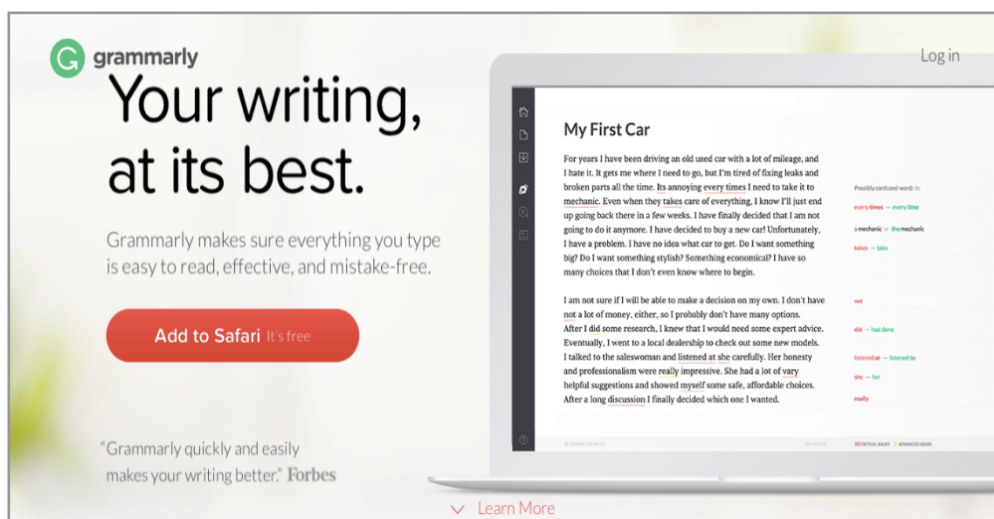 grammarly
Log in
Your writing,
at its best.
Grammarly makes sure everything you type
is easy to read, effective, and mistake-free.
Add to Safari It's free
"Grammarly quickly and easily
makes your writing better." Forbes
Learn More
My First Car
For years I have been driving an old used car with a lot of mileage, and
I hate it. It gets me where I need to go, but I'm tired of fixing leaks and
broken parts all the time. Its annoying every times I need to take it to
mechanic. Even when they takes care of everything, I know I'll just end
up going back there in a few weeks. I have finally decided that I am not
going to do it anymore. I have decided to buy a new car! Unfortunately,
I have a problem. I have no idea what car to get. Do I want something
big? Do I want something stylish? Something economical? I have so
many choices that I don't even know where to begin.
I am not sure if I will be able to make a decision on my own. I don't have
not a lot of money, either, so I probably don't have many options.
After I did some research, I knew that I would need some expert advice.
Eventually, I went to a local dealership to check out some new models.
I talked to the saleswoman and listened at she carefully. Her honesty
and professionalism were really impressive. She had a lot of vary
helpful suggestions and showed myself some safe, affordable choices.
After a long discussion I finally decided which one I wanted.
Possibly confused word: Its
every times → every time
a mechanic or the mechanic
takes → take
not
did → had done
listened at → listened to
she → her
really
10 CRITICAL ISSUES
ADVANCED ISSUES